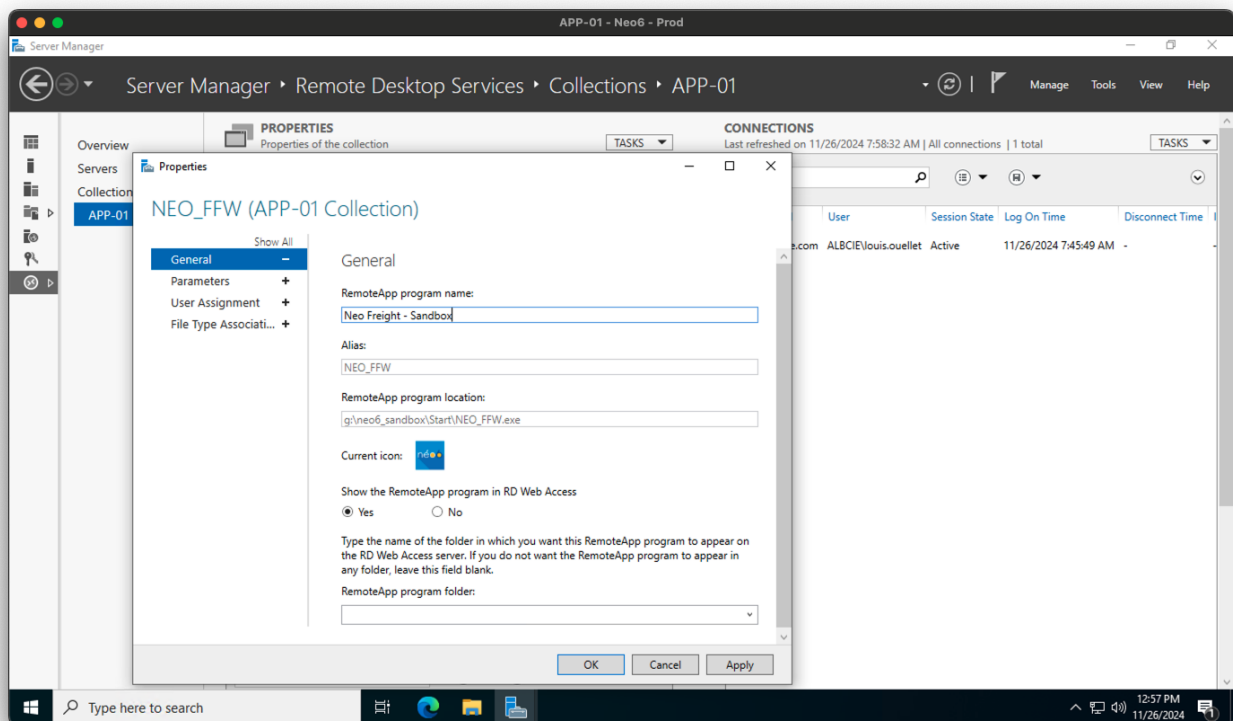 APP-01 - Neo6 - Prod
Server Manager
Server Manager ‣ Remote Desktop Services ‣ Collections ‣ APP-01
Manage Tools View Help
Overview
Servers
Collection
APP-01
PROPERTIES
Properties of the collection
TASKS
CONNECTIONS
Last refreshed on 11/26/2024 7:58:32 AM | All connections | 1 total
TASKS
User Session State Log On Time Disconnect Time
e.com ALBCIE\louis.ouellet Active 11/26/2024 7:45:49 AM - -
Properties
NEO_FFW (APP-01 Collection)
Show All
General −
Parameters +
User Assignment +
File Type Associati... +
General
RemoteApp program name:
Neo Freight - Sandbox
Alias:
NEO_FFW
RemoteApp program location:
g:\neo6_sandbox\Start\NEO_FFW.exe
Current icon: néo
Show the RemoteApp program in RD Web Access
Yes No
Type the name of the folder in which you want this RemoteApp program to appear on
the RD Web Access server. If you do not want the RemoteApp program to appear in
any folder, leave this field blank.
RemoteApp program folder:
OK Cancel Apply
Type here to search
12:57 PM
11/26/2024
1